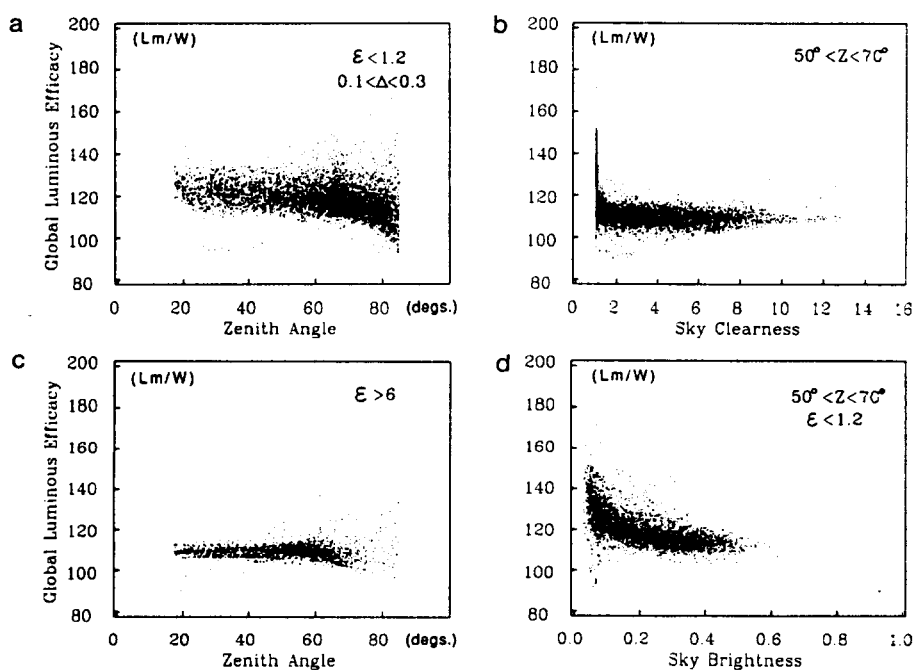 a
200
180
160
140
120
100
80
Global Luminous Efficacy
(Lm/W)
ε<1.2
0.1<Δ<0.3
0 20 40 60 80 (degs.)
Zenith Angle
b
200
180
160
140
120
100
80
(Lm/W)
50°<Z<70°
0 2 4 6 8 10 12 14 16
Sky Clearness
c
200
180
160
140
120
100
80
Global Luminous Efficacy
(Lm/W)
ε>6
0 20 40 60 80 (degs.)
Zenith Angle
d
200
180
160
140
120
100
80
(Lm/W)
50°<Z<70°
ε<1.2
0.0 0.2 0.4 0.6 0.8 1.0
Sky Brightness